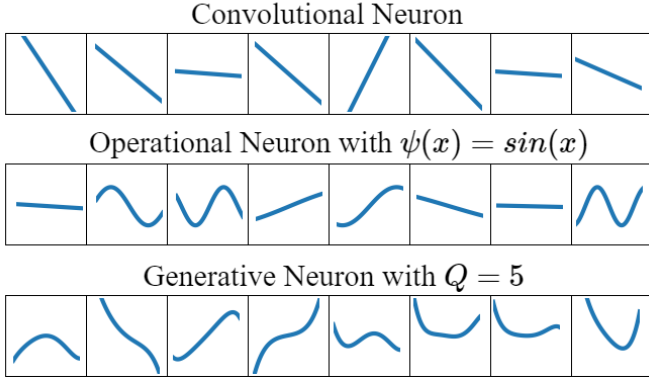 Convolutional Neuron
Operational Neuron with ψ(x) = sin(x)
Generative Neuron with Q = 5